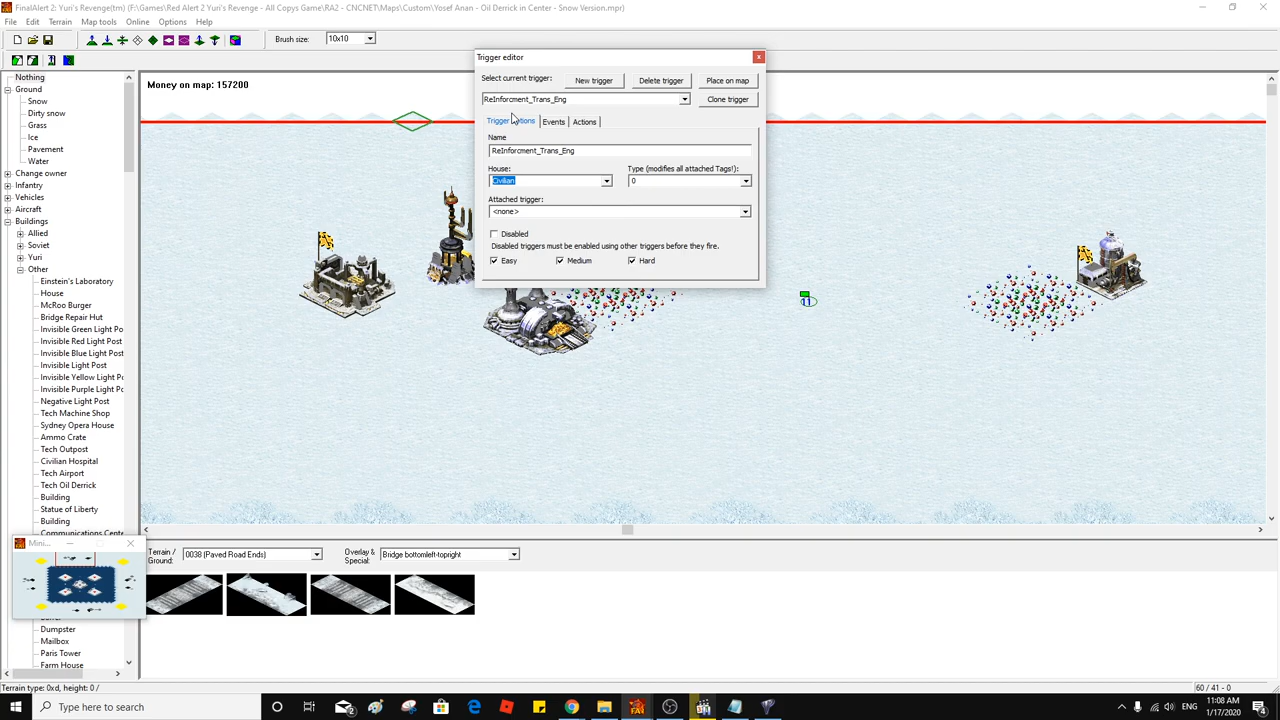 FinalAlert 2: Yuri's Revenge(tm) (F:\Games\Red Alert 2 Yuri's Revenge - All Copys Game\RA2 - CNCNET\Maps\Custom\Yosef Anan - Oil Derrick in Center - Snow Version.mpr)
File Edit Terrain Map tools Online Options Help
Brush size: 10x10
Nothing
Ground
Snow
Dirty snow
Grass
Ice
Pavement
Water
Change owner
Infantry
Vehicles
Aircraft
Buildings
Allied
Soviet
Yuri
Other
Einstein's Laboratory
House
McRoo Burger
Bridge Repair Hut
Invisible Green Light Po
Invisible Red Light Post
Invisible Blue Light Post
Invisible Light Post
Invisible Yellow Light Po
Invisible Purple Light Po
Negative Light Post
Tech Machine Shop
Sydney Opera House
Ammo Crate
Tech Outpost
Civilian Hospital
Tech Airport
Tech Oil Derrick
Building
Statue of Liberty
Building
Communications Cente
Dumpster
Mailbox
Paris Tower
Farm House
Money on map: 157200
11
Trigger editor
Select current trigger: New trigger Delete trigger Place on map
ReInforcment_Trans_Eng Clone trigger
Events Actions
Name
ReInforcment_Trans_Eng
House: Type (modifies all attached Tags!):
Civilian 0
Attached trigger:
<none>
Disabled
Disabled triggers must be enabled using other triggers before they fire.
Easy Medium Hard
Mini...
Terrain / Ground: 0038 (Paved Road Ends) Overlay & Special: Bridge bottomleft-topright
Terrain type: 0xd, height: 0 / 60 / 41 - 0
Type here to search
ENG
11:08 AM
1/17/2020